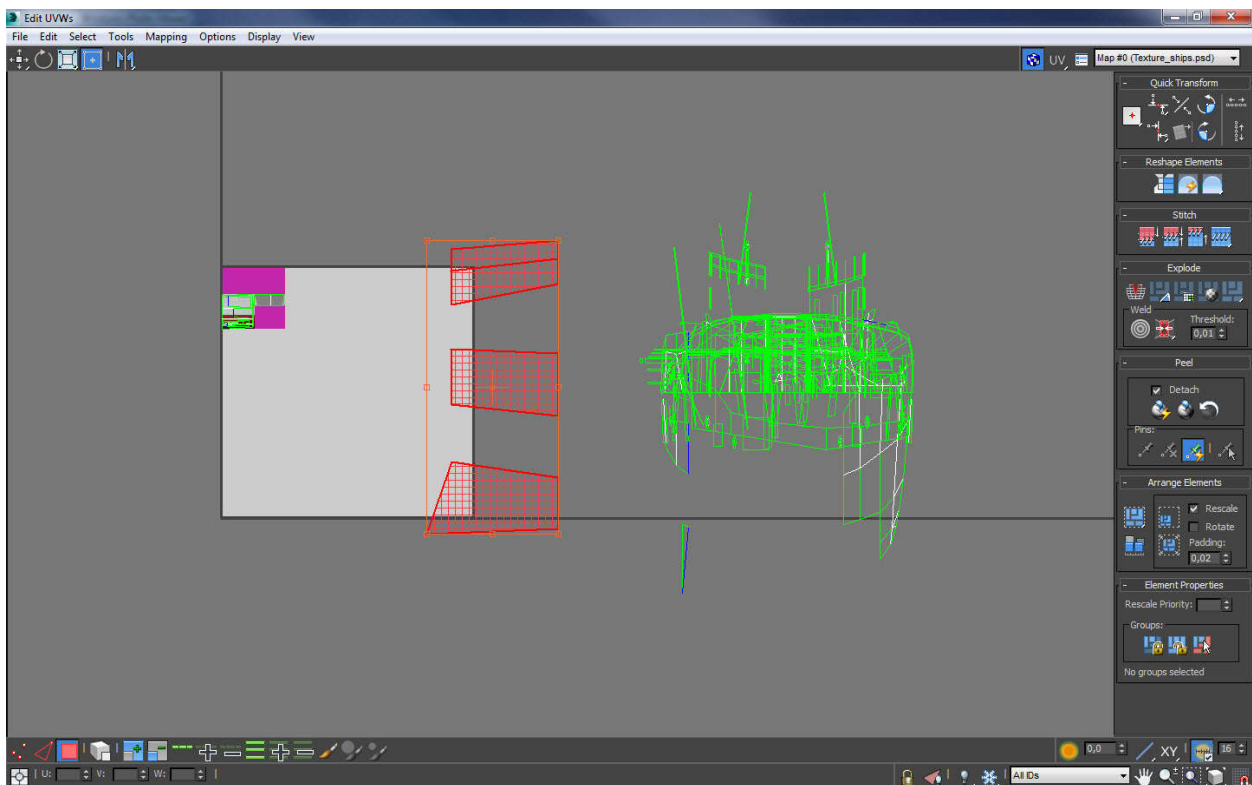 Edit UVWs
File Edit Select Tools Mapping Options Display View
UV Map #0 (Texture_ships.psd)
- Quick Transform
- Reshape Elements
- Stitch
- Explode
Weld
Threshold:
0,01
- Peel
Detach
Pins:
- Arrange Elements
Rescale
Rotate
Padding:
0,02
- Element Properties
Rescale Priority:
Groups:
No groups selected
0,0 XY 16
U: V: W: All IDs